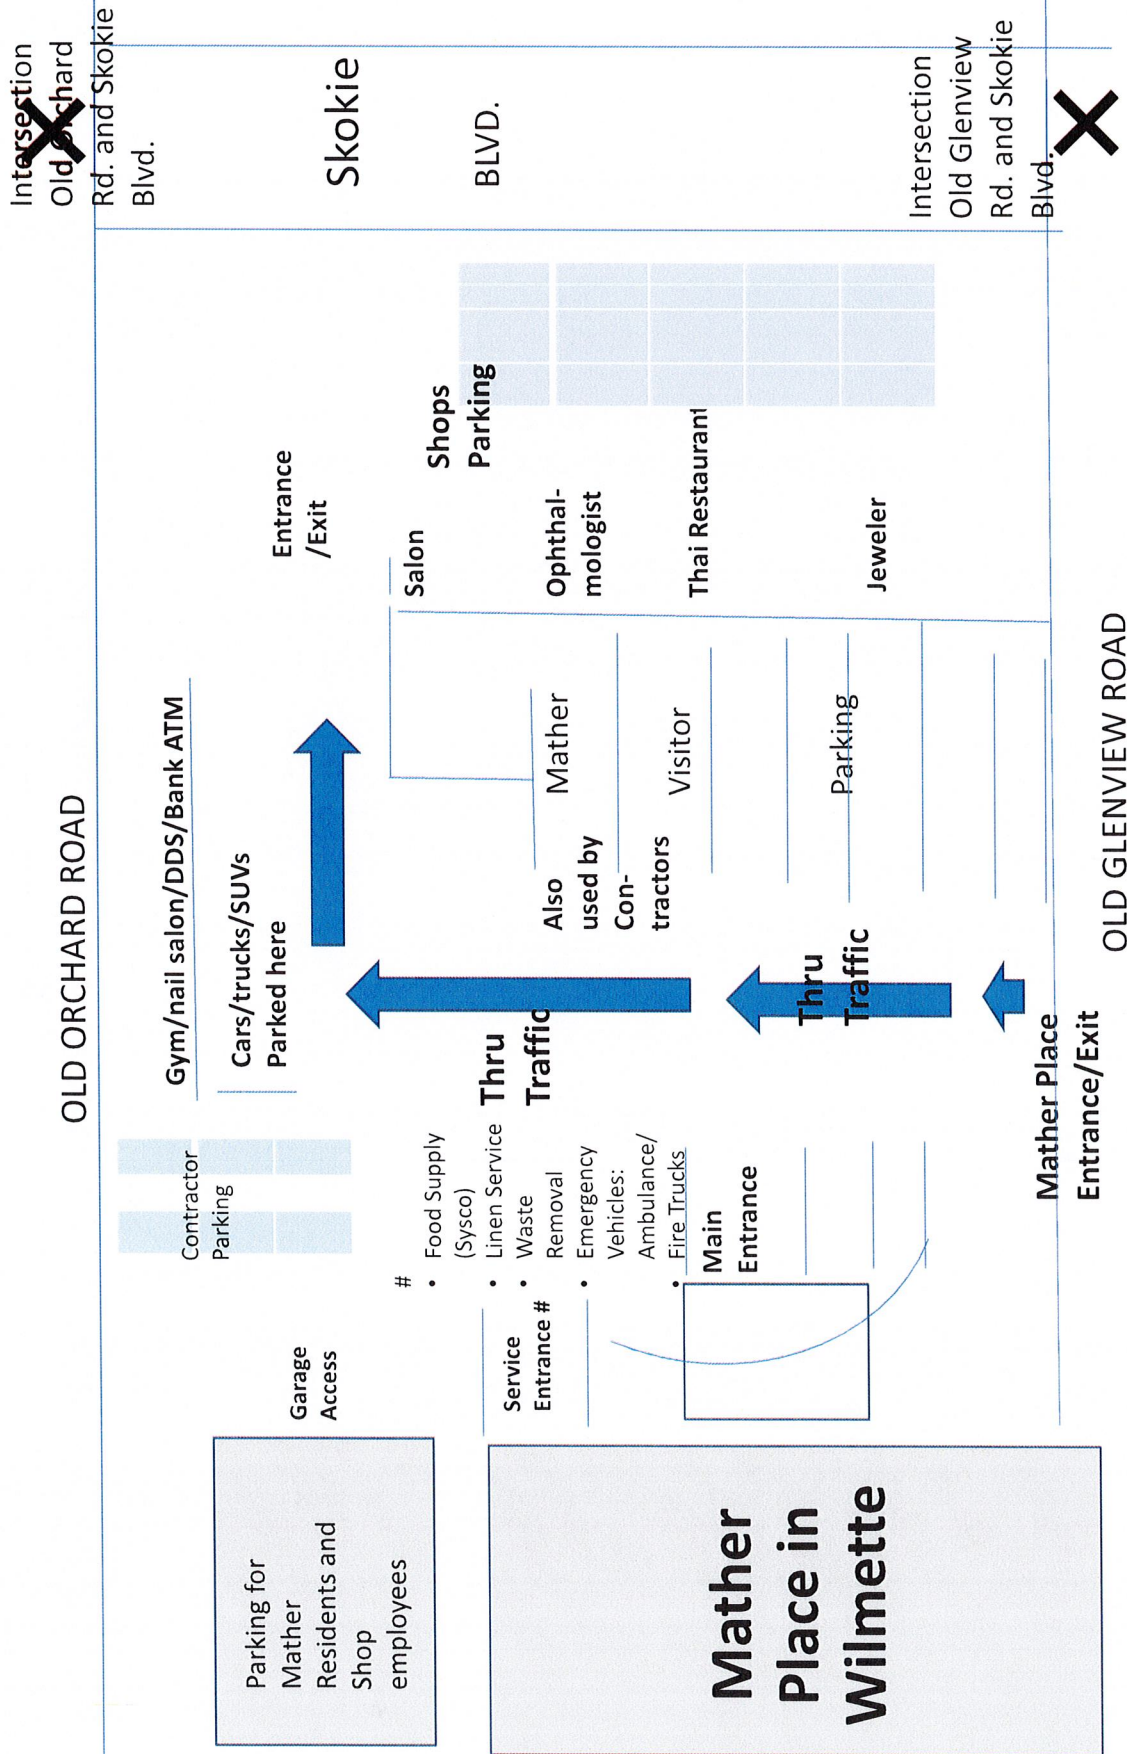 OLD ORCHARD ROAD
Intersection
Old Orchard
Rd. and Skokie
Blvd.
Skokie
BLVD.
Intersection
Old Glenview
Rd. and Skokie
Blvd.
Gym/nail salon/DDS/Bank ATM
Cars/trucks/SUVs
Parked here
Entrance
/Exit
Contractor
Parking
Garage
Access
Parking for
Mather
Residents and
Shop
employees
#
• Food Supply
(Sysco)
• Linen Service
• Waste
Removal
• Emergency
Vehicles:
Ambulance/
• Fire Trucks
Service
Entrance #
Main
Entrance
Thru
Traffic
Thru
Traffic
Also
used by
Con-
tractors
Mather
Visitor
Parking
Salon
Ophthal-
mologist
Thai Restaurant
Jeweler
Shops
Parking
Mather
Place in
Wilmette
Mather Place
Entrance/Exit
OLD GLENVIEW ROAD